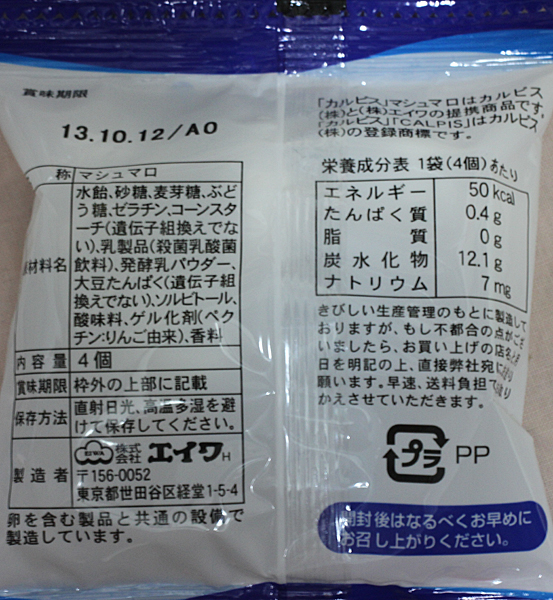 賞味期限
13.10.12/A0
称 マシュマロ
材料名
水飴、砂糖、麦芽糖、ぶど
う糖、ゼラチン、コーンスタ
ーチ(遺伝子組換えでな
い)、乳製品(殺菌乳酸菌
飲料)、発酵乳パウダー、
大豆たんぱく(遺伝子組
換えでない)、ソルビトール、
酸味料、ゲル化剤(ペク
チン:りんご由来)、香料
内容量 4個
賞味期限 枠外の上部に記載
保存方法 直射日光、高温多湿を避
けて保存してください。
製造者 EIWA 株式会社 エイワ H
〒156-0052
東京都世田谷区経堂1-5-4
卵を含む製品と共通の設備で
製造しています。
「カルピス」マシュマロはカルピス
(株)と(株)エイワの提携商品です。
「カルピス」「CALPIS」はカルピス
(株)の登録商標です。
栄養成分表 1袋(4個)あたり
エネルギー 50kcal
たんぱく質 0.4g
脂質 0g
炭水化物 12.1g
ナトリウム 7mg
きびしい生産管理のもとに製造して
おりますが、もし不都合の点がござ
いましたら、お買い上げの店名と
日を明記の上、直接弊社宛に
願います。早速、送料負担で
かえさせていただきます。
プラ PP
開封後はなるべくお早めに
お召し上がりください。